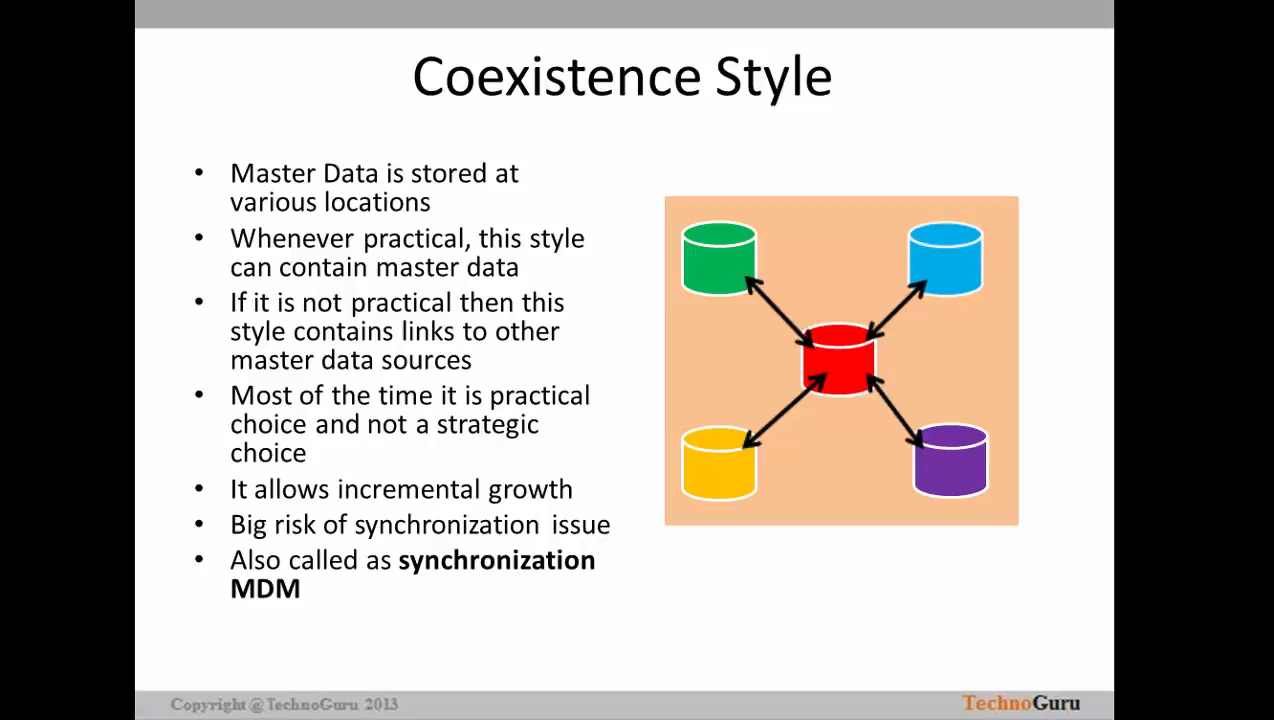 Coexistence Style
• Master Data is stored at
various locations
• Whenever practical, this style
can contain master data
• If it is not practical then this
style contains links to other
master data sources
• Most of the time it is practical
choice and not a strategic
choice
• It allows incremental growth
• Big risk of synchronization issue
• Also called as synchronization
MDM
Copyright @ TechnoGuru 2013
TechnoGuru